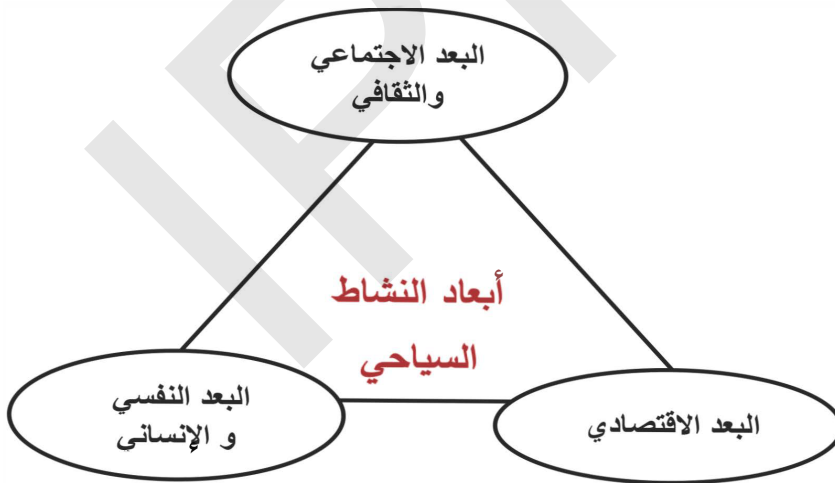 البعد الاجتماعي
والثقافي
أبعاد النشاط
السياحي
البعد النفسي
و الإنساني
البعد الاقتصادي